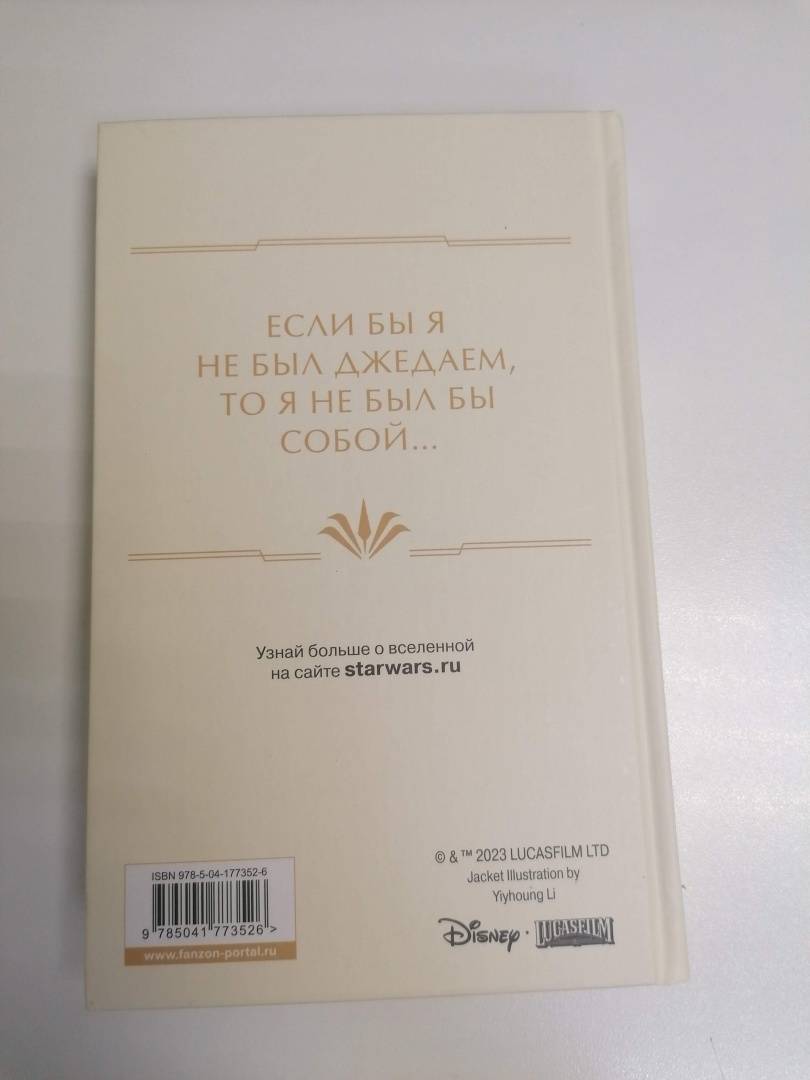 ЕСЛИ БЫ Я
НЕ БЫЛ ДЖЕДАЕМ,
ТО Я НЕ БЫЛ БЫ
СОБОЙ...
Узнай больше о вселенной
на сайте starwars.ru
ISBN 978-5-04-177352-6
9 785041 773526 >
www.fanzon-portal.ru
© & ™ 2023 LUCASFILM LTD
Jacket Illustration by
Yiyhoung Li
Disney · LUCASFILM